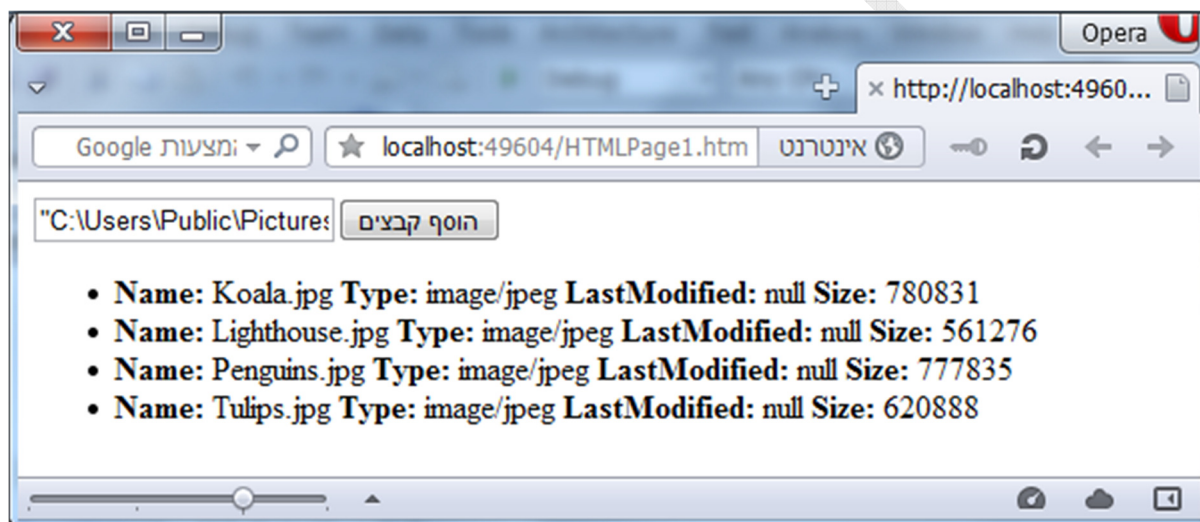 Opera
http://localhost:4960...
Google
localhost:49604/HTMLPage1.htm
אינטרנט
"C:\Users\Public\Pictures
הוסף קבצים
• Name: Koala.jpg Type: image/jpeg LastModified: null Size: 780831
• Name: Lighthouse.jpg Type: image/jpeg LastModified: null Size: 561276
• Name: Penguins.jpg Type: image/jpeg LastModified: null Size: 777835
• Name: Tulips.jpg Type: image/jpeg LastModified: null Size: 620888